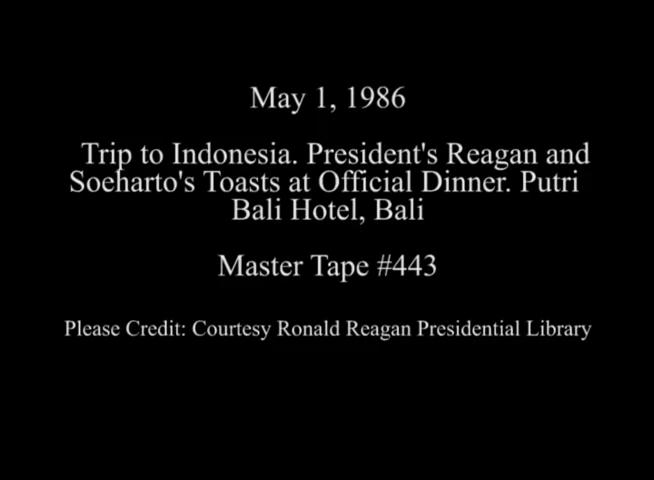 May 1, 1986
Trip to Indonesia. President's Reagan and
Soeharto's Toasts at Official Dinner. Putri
Bali Hotel, Bali
Master Tape #443
Please Credit: Courtesy Ronald Reagan Presidential Library